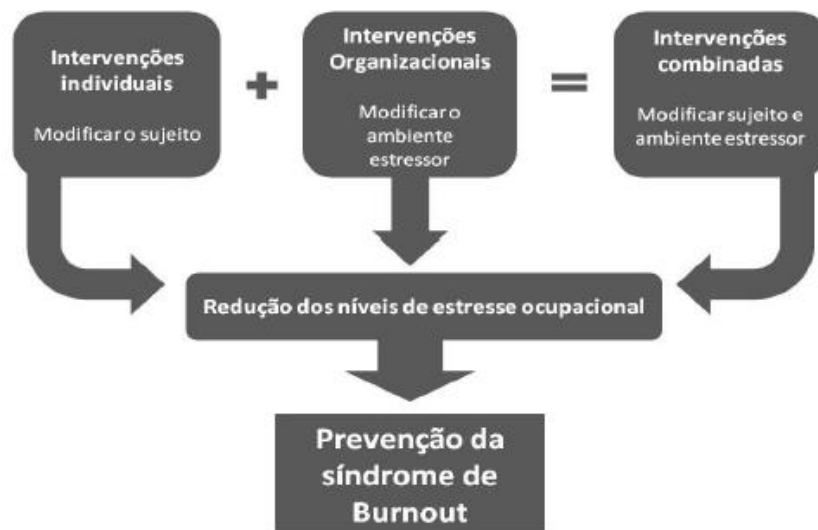 Intervenções
individuais
Modificar o sujeito
+
Intervenções
Organizacionais
Modificar o
ambiente
estressor
=
Intervenções
combinadas
Modificar sujeito e
ambiente estressor
Redução dos níveis de estresse ocupacional
Prevenção da
síndrome de
Burnout